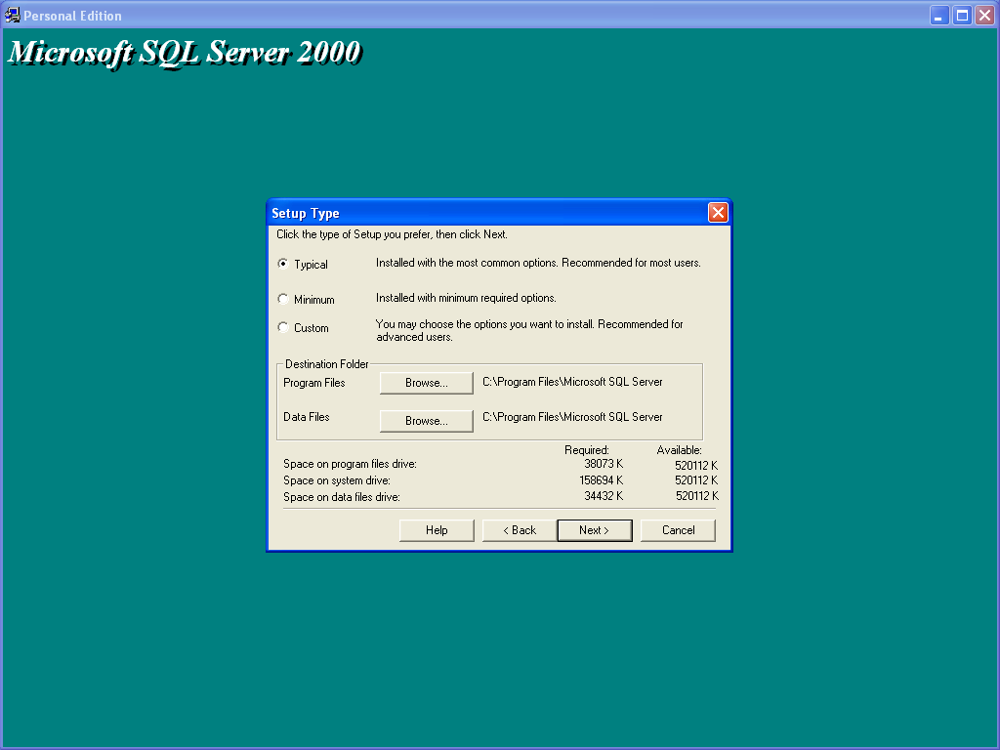 Personal Edition
Microsoft SQL Server 2000
Setup Type
Click the type of Setup you prefer, then click Next.
Typical Installed with the most common options. Recommended for most users.
Minimum Installed with minimum required options.
Custom You may choose the options you want to install. Recommended for
advanced users.
Destination Folder
Program Files Browse... C:\Program Files\Microsoft SQL Server
Data Files Browse... C:\Program Files\Microsoft SQL Server
Required: Available:
Space on program files drive: 38073 K 520112 K
Space on system drive: 158694 K 520112 K
Space on data files drive: 34432 K 520112 K
Help < Back Next > Cancel